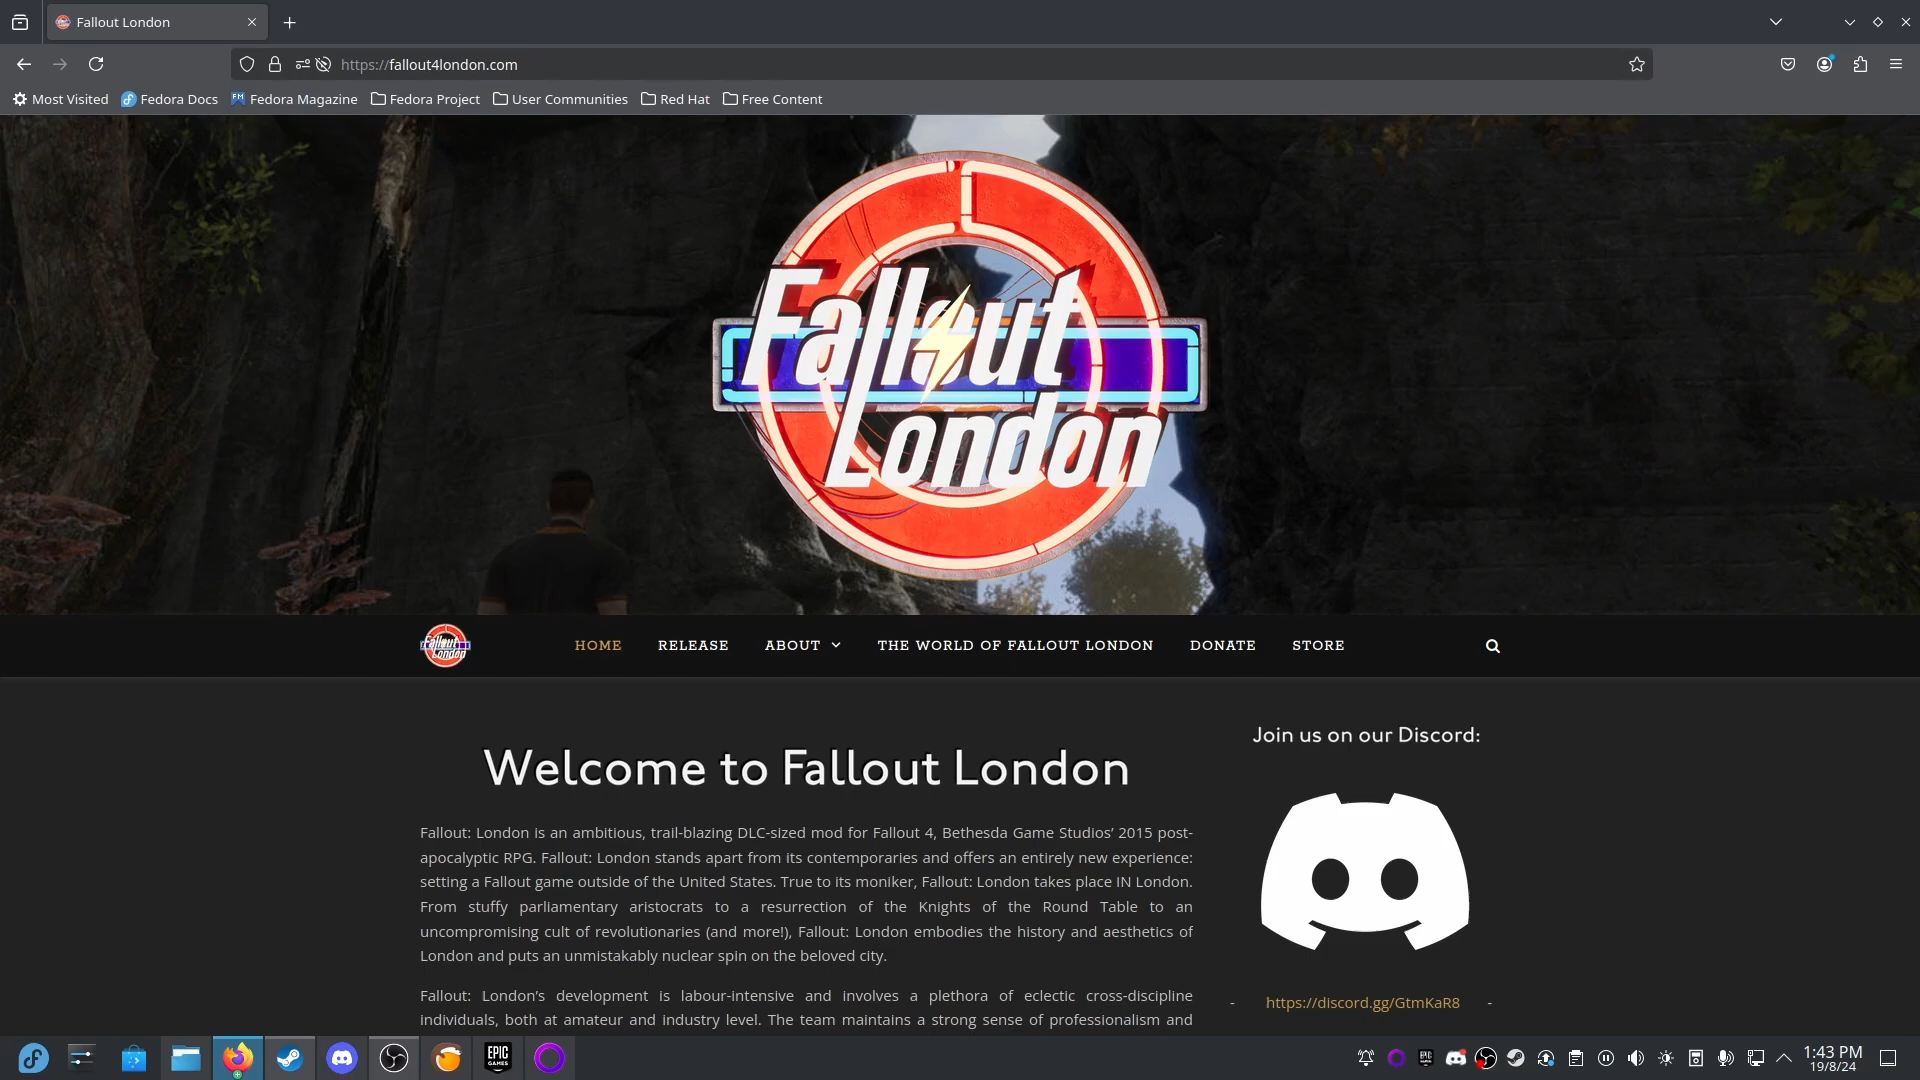 Fallout London
https://fallout4london.com
Most Visited
Fedora Docs
Fedora Magazine
Fedora Project
User Communities
Red Hat
Free Content
Fallout
London
Fallout
London
HOME
RELEASE
ABOUT
THE WORLD OF FALLOUT LONDON
DONATE
STORE
Welcome to Fallout London
Fallout: London is an ambitious, trail-blazing DLC-sized mod for Fallout 4, Bethesda Game Studios’ 2015 post-
apocalyptic RPG. Fallout: London stands apart from its contemporaries and offers an entirely new experience:
setting a Fallout game outside of the United States. True to its moniker, Fallout: London takes place IN London.
From stuffy parliamentary aristocrats to a resurrection of the Knights of the Round Table to an
uncompromising cult of revolutionaries (and more!), Fallout: London embodies the history and aesthetics of
London and puts an unmistakably nuclear spin on the beloved city.
Fallout: London's development is labour-intensive and involves a plethora of eclectic cross-discipline
individuals, both at amateur and industry level. The team maintains a strong sense of professionalism and
Join us on our Discord:
- https://discord.gg/GtmKaR8 -
EPIC
GAMES
1:43 PM
19/8/24